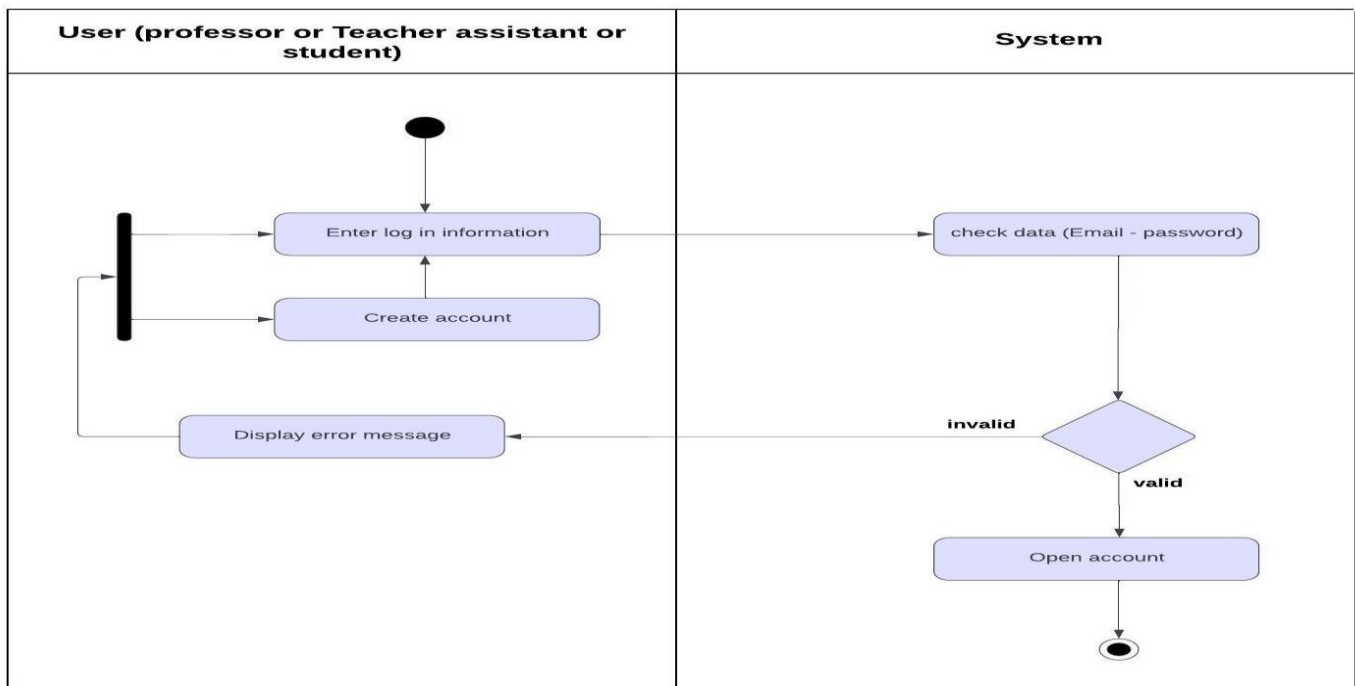 User (professor or Teacher assistant or
student)
System
Enter log in information
check data (Email - password)
Create account
Display error message
invalid
valid
Open account